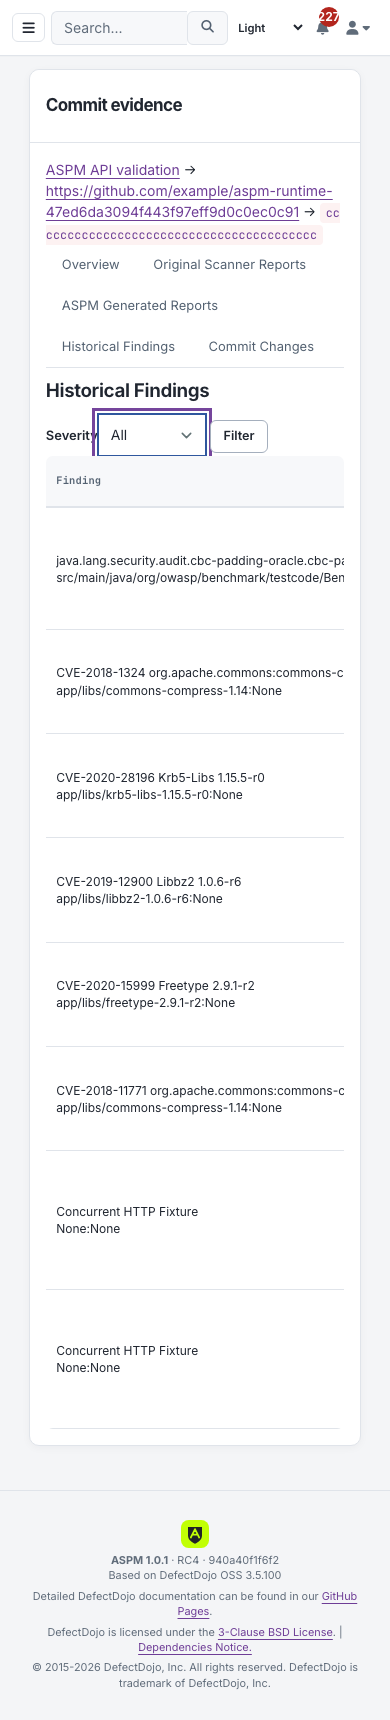 Search...
Light
227
Commit evidence
ASPM API validation →
https://github.com/example/aspm-runtime-
47ed6da3094f443f97eff9d0c0ec0c91 → cc
cccccccccccccccccccccccccccccccccccccc
Overview Original Scanner Reports
ASPM Generated Reports
Historical Findings Commit Changes
Historical Findings
Severity All Filter
Finding
java.lang.security.audit.cbc-padding-oracle.cbc-pa
src/main/java/org/owasp/benchmark/testcode/Ben
CVE-2018-1324 org.apache.commons:commons-c
app/libs/commons-compress-1.14:None
CVE-2020-28196 Krb5-Libs 1.15.5-r0
app/libs/krb5-libs-1.15.5-r0:None
CVE-2019-12900 Libbz2 1.0.6-r6
app/libs/libbz2-1.0.6-r6:None
CVE-2020-15999 Freetype 2.9.1-r2
app/libs/freetype-2.9.1-r2:None
CVE-2018-11771 org.apache.commons:commons-c
app/libs/commons-compress-1.14:None
Concurrent HTTP Fixture
None:None
Concurrent HTTP Fixture
None:None
ASPM 1.0.1 · RC4 · 940a40f1f6f2
Based on DefectDojo OSS 3.5.100
Detailed DefectDojo documentation can be found in our GitHub
Pages.
DefectDojo is licensed under the 3-Clause BSD License. |
Dependencies Notice.
© 2015-2026 DefectDojo, Inc. All rights reserved. DefectDojo is
trademark of DefectDojo, Inc.